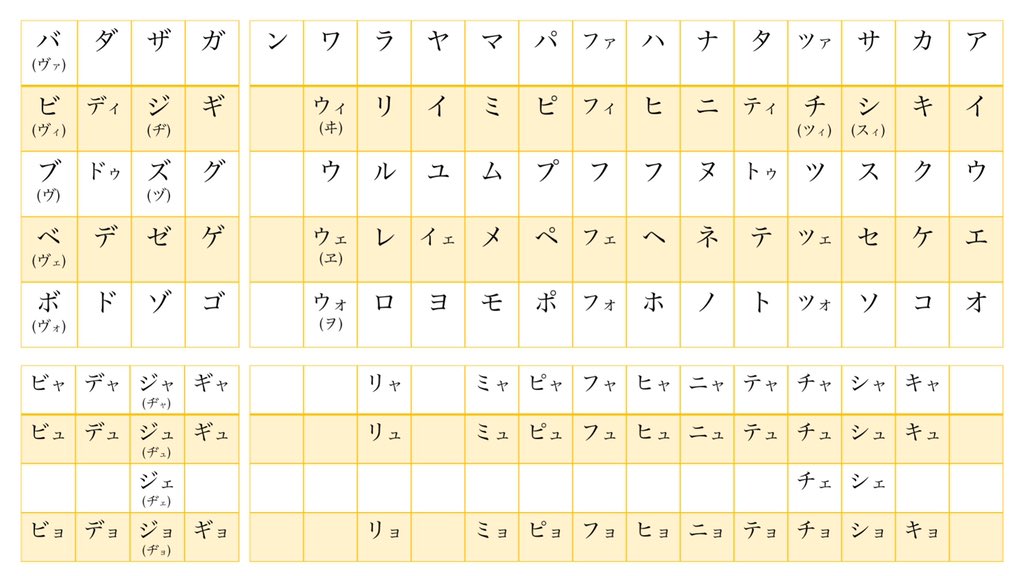 バ ダ ザ ガ ン ワ ラ ヤ マ パ ファ ハ ナ タ ツァ サ カ ア
(ヴァ)
ビ ディ ジ ギ ウィ リ イ ミ ピ フィ ヒ ニ ティ チ シ キ イ
(ヴィ) (ヂ) (ヰ) (ツィ) (スィ)
ブ ドゥ ズ グ ウ ル ユ ム プ フ フ ヌ トゥ ツ ス ク ウ
(ヴ) (ヅ)
ベ デ ゼ ゲ ウェ レ イェ メ ペ フェ ヘ ネ テ ツェ セ ケ エ
(ヴェ) (ヱ)
ボ ド ゾ ゴ ウォ ロ ヨ モ ポ フォ ホ ノ ト ツォ ソ コ オ
(ヴォ) (ヲ)
ビャ デャ ジャ ギャ リャ ミャ ピャ フャ ヒャ ニャ テャ チャ シャ キャ
(ヂャ)
ビュ デュ ジュ ギュ リュ ミュ ピュ フュ ヒュ ニュ テュ チュ シュ キュ
(ヂュ)
ジェ チェ シェ
(ヂェ)
ビョ デョ ジョ ギョ リョ ミョ ピョ フョ ヒョ ニョ テョ チョ ショ キョ
(ヂョ)